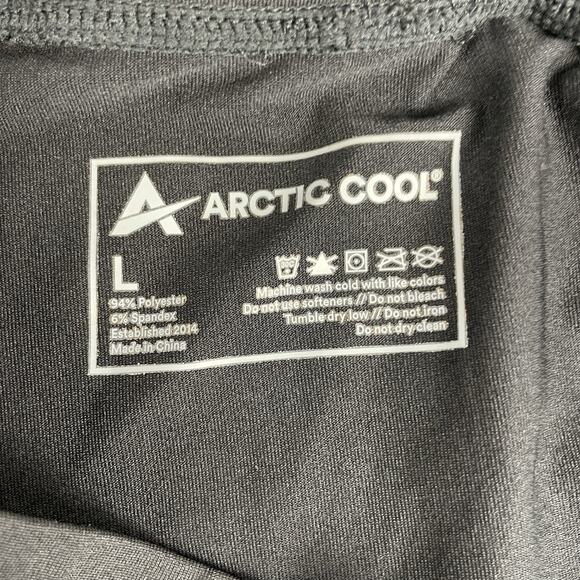 ARCTIC COOL®
L
94% Polyester
6% Spandex
Established 2014
Made in China
Machine wash cold with like colors
Do not use softeners // Do not bleach
Tumble dry low // Do not iron
Do not dry clean